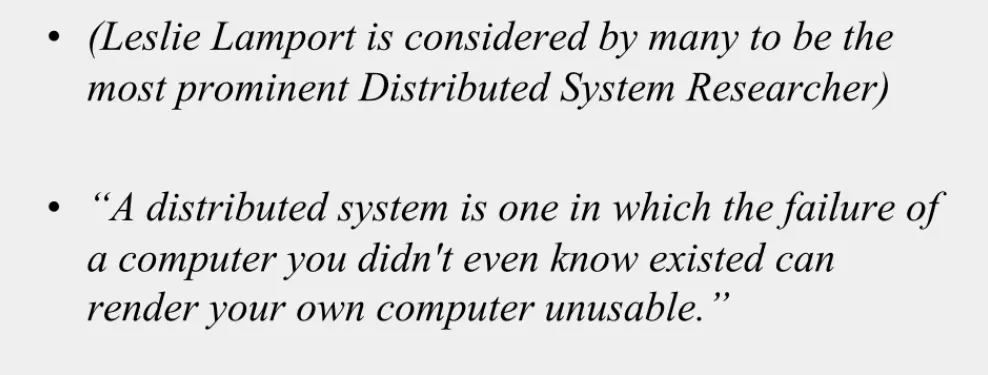 • (Leslie Lamport is considered by many to be the
most prominent Distributed System Researcher)
• “A distributed system is one in which the failure of
a computer you didn't even know existed can
render your own computer unusable.”